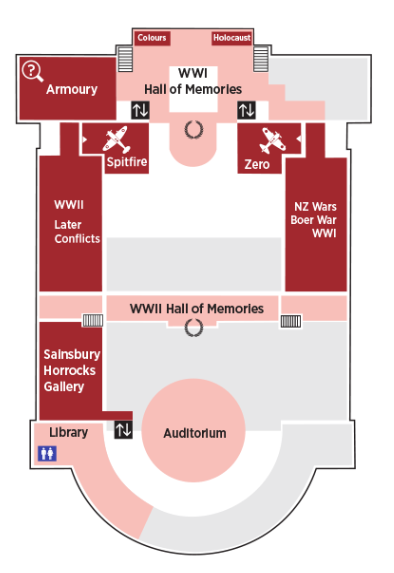 Colours
Holocaust
WWI
Hall of Memories
?
Armoury
Spitfire
Zero
WWII
Later
Conflicts
NZ Wars
Boer War
WWI
WWII Hall of Memories
Sainsbury
Horrocks
Gallery
Library
Auditorium